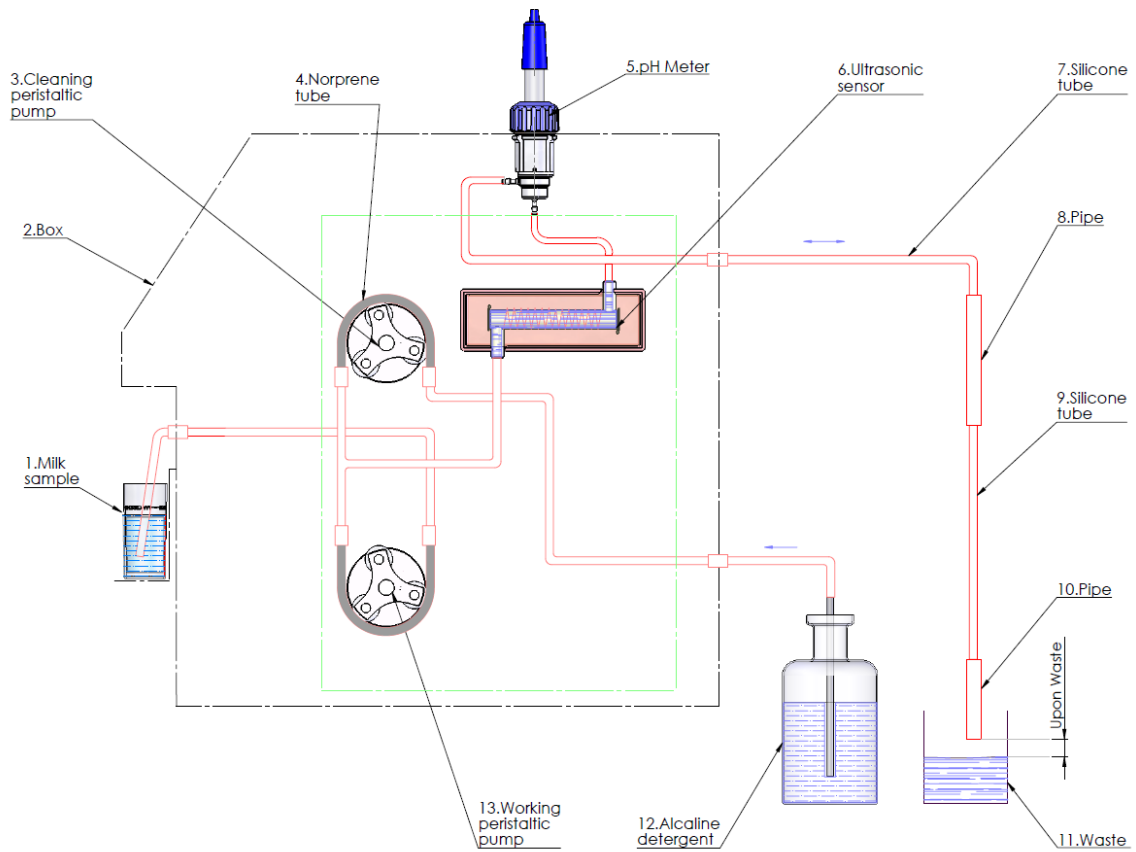 3.Cleaning
peristaltic
pump
4.Norprene
tube
5.pH Meter
6.Ultrasonic
sensor
7.Silicone
tube
2.Box
8.Pipe
9.Silicone
tube
1.Milk
sample
10.Pipe
Upon Waste
13.Working
peristaltic
pump
12.Alcaline
detergent
11.Waste